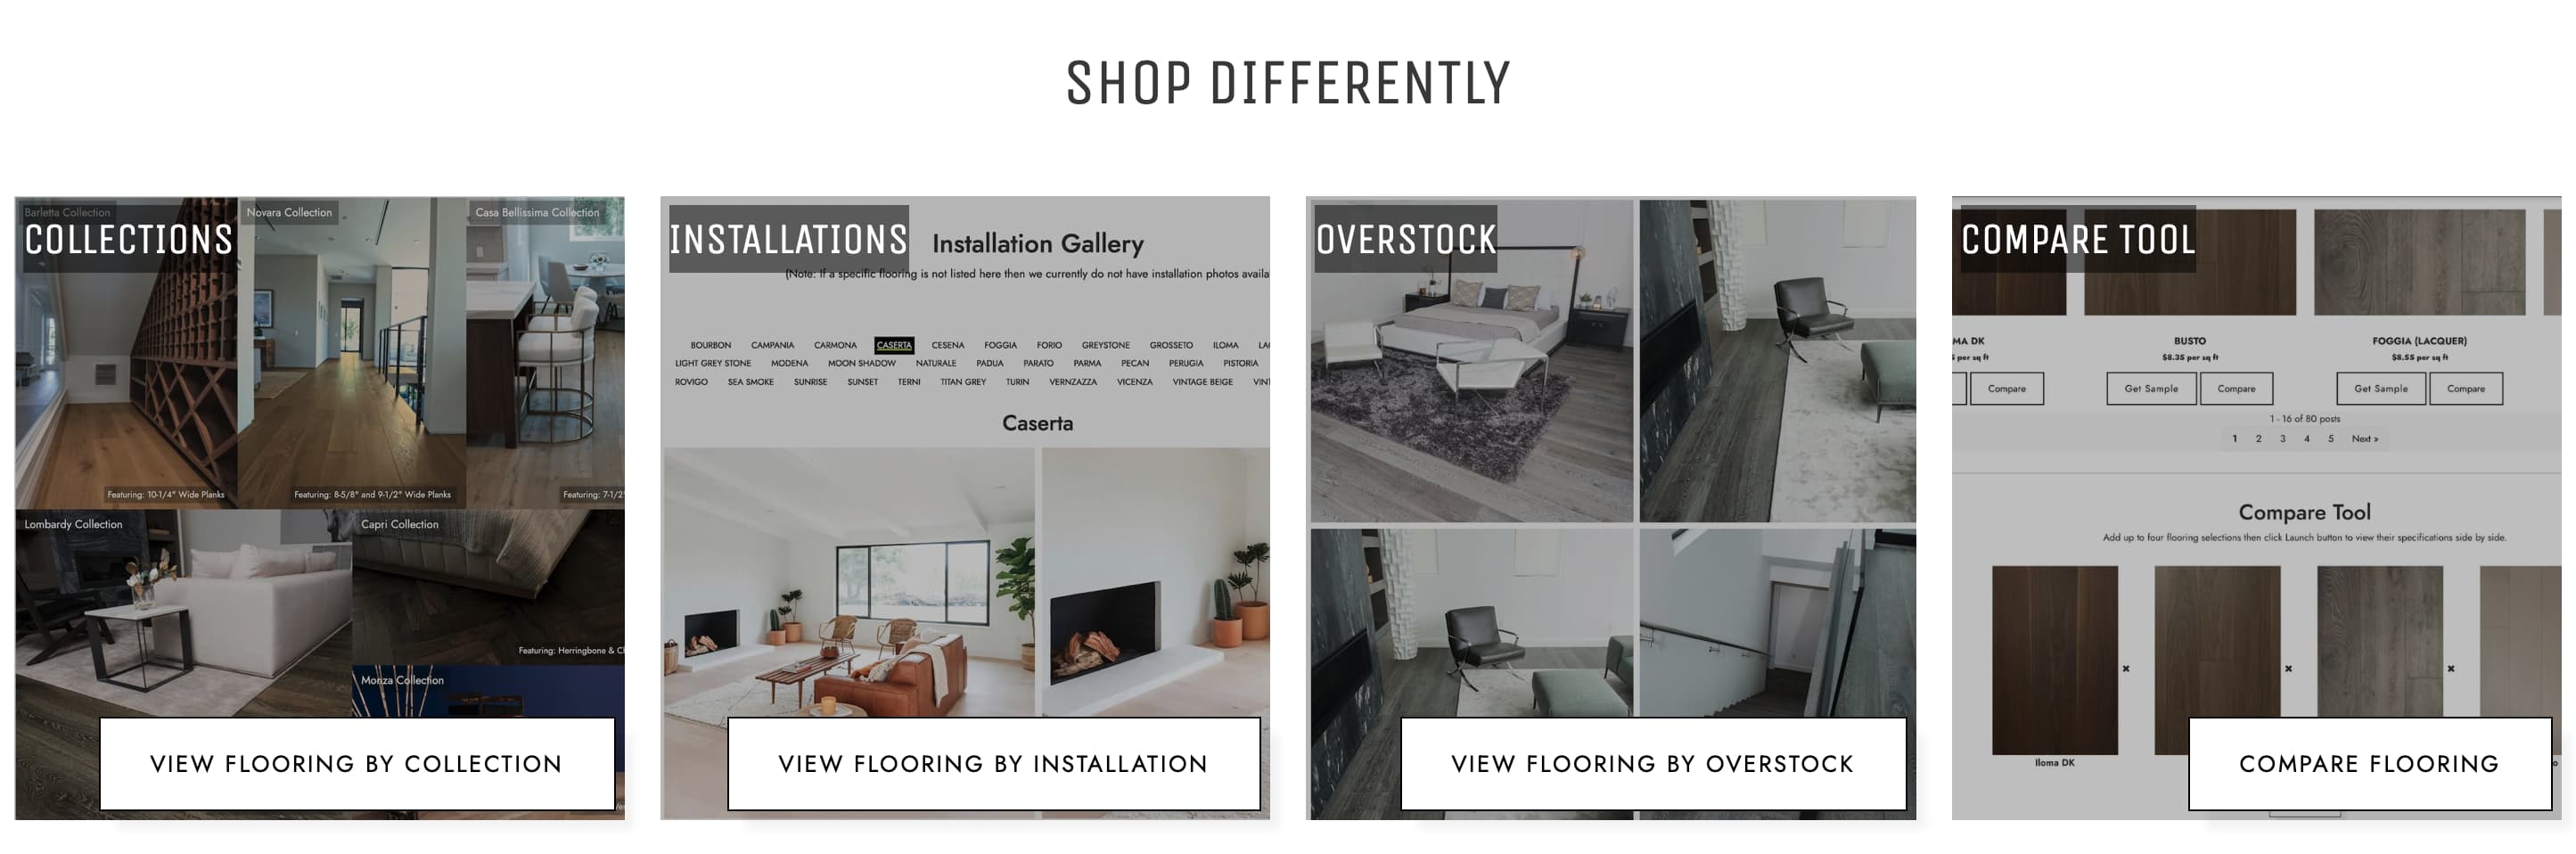 SHOP DIFFERENTLY
COLLECTIONS
Barletta Collection
Novara Collection
Casa Bellissima Collection
Featuring: 10-1/4" Wide Planks
Featuring: 8-5/8" and 9-1/2" Wide Planks
Featuring: 7-1/2"
Lombardy Collection
Capri Collection
Featuring: Herringbone & Ch
Monza Collection
VIEW FLOORING BY COLLECTION
INSTALLATIONS
Installation Gallery
(Note: If a specific flooring is not listed here then we currently do not have installation photos availa
BOURBON CAMPANIA CARMONA CASERTA CESENA FOGGIA FORIO GREYSTONE GROSSETO ILOMA LA
LIGHT GREY STONE MODENA MOON SHADOW NATURALE PADUA PARATO PARMA PECAN PERUGIA PISTORIA
ROVIGO SEA SMOKE SUNRISE SUNSET TERNI TITAN GREY TURIN VERNZAZZA VICENZA VINTAGE BEIGE VINT
Caserta
VIEW FLOORING BY INSTALLATION
OVERSTOCK
VIEW FLOORING BY OVERSTOCK
COMPARE TOOL
MA DK
BUSTO
FOGGIA (LACQUER)
per sq ft
$8.35 per sq ft
$8.55 per sq ft
Compare
Get Sample Compare
Get Sample Compare
1 - 16 of 80 posts
1 2 3 4 5 Next »
Compare Tool
Add up to four flooring selections then click Launch button to view their specifications side by side.
Iloma DK
COMPARE FLOORING